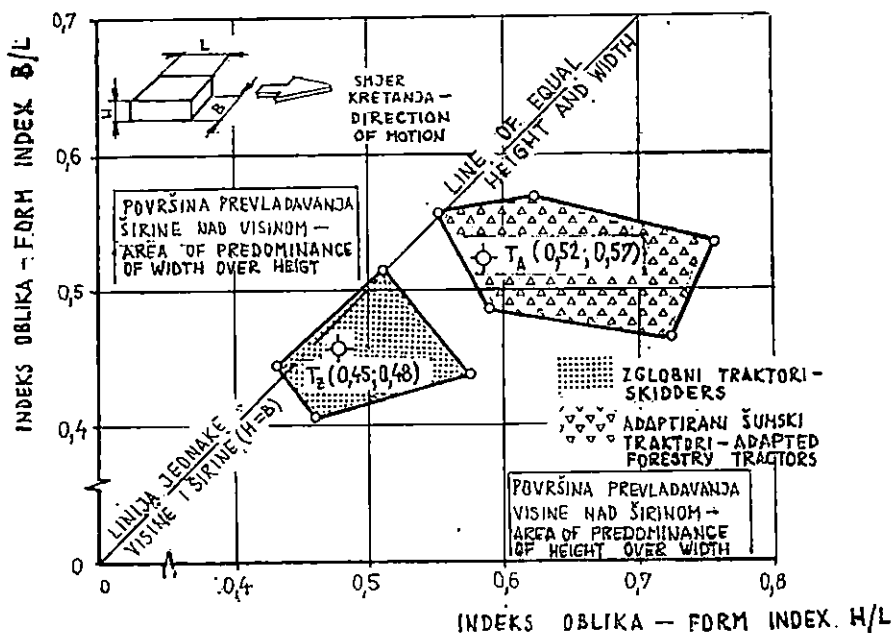 INDEKS OBLIKA – FORM INDEX B/L
0,7
0,6
0,5
0,4
0
L
B
H
SMJER
KRETANJA –
DIRECTION
OF MOTION
LINE OF EQUAL
HEIGHT AND WIDTH
POVRŠINA PREVLADAVANJA
ŠIRINE NAD VISINOM –
AREA OF PREDOMINANCE
OF WIDTH OVER HEIGT
T_A (0,52; 0,57)
T_Z (0,45; 0,48)
ZGLOBNI TRAKTORI –
SKIDDERS
ADAPTIRANI ŠUMSKI
TRAKTORI – ADAPTED
FORESTRY TRACTORS
LINIJA JEDNAKE
VISINE I ŠIRINE (H=B)
POVRŠINA PREVLADAVANJA
VISINE NAD ŠIRINOM –
AREA OF PREDOMINANCE
OF HEIGHT OVER WIDTH
0 0,4 0,5 0,6 0,7 0,8
INDEKS OBLIKA – FORM INDEX. H/L